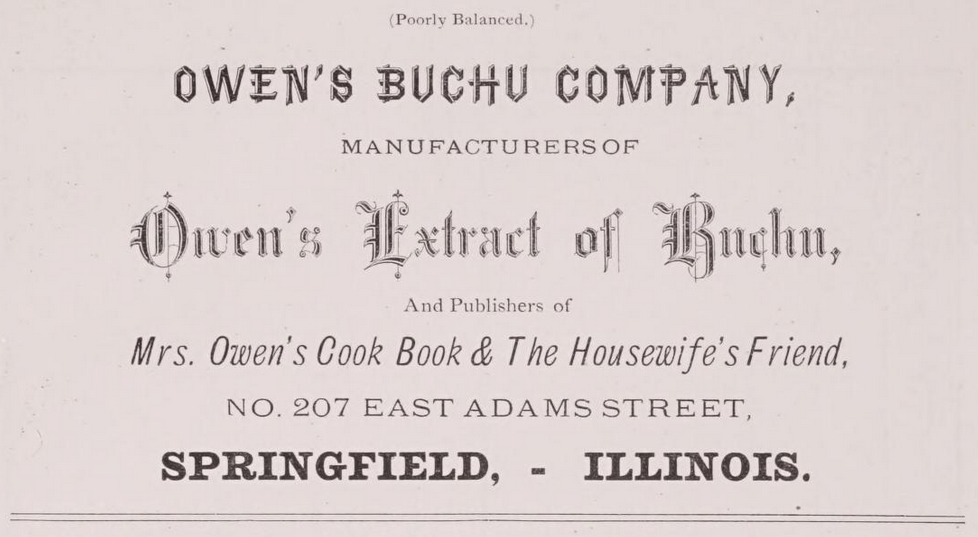 (Poorly Balanced.)
OWEN'S BUCHU COMPANY,
MANUFACTURERS OF
Owen's Extract of Buchu,
And Publishers of
Mrs. Owen's Cook Book & The Housewife's Friend,
NO. 207 EAST ADAMS STREET,
SPRINGFIELD, - ILLINOIS.